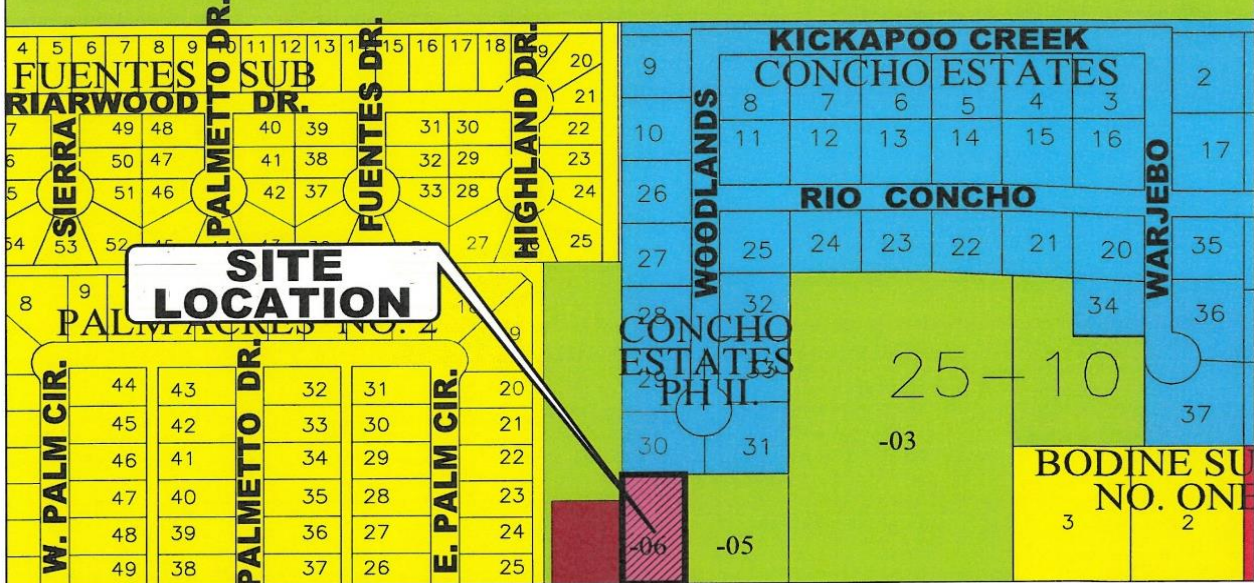 4 5 6 7 8 9 10 11 12 13 15 16 17 18 19 20
FUENTES SUB
RIARWOOD DR.
PALMETTO DR.
FUENTES DR.
HIGHLAND DR.
SIERRA
21
49 48 40 39 31 30 22
50 47 41 38 32 29 23
51 46 42 37 33 28 24
54 53 52 27 25
SITE
LOCATION
8 9
PALM ACRES NO. 2
W. PALM CIR.
PALMETTO DR.
E. PALM CIR.
44 43 32 31 20
45 42 33 30 21
46 41 34 29 22
47 40 35 28 23
48 39 36 27 24
49 38 37 26 25
KICKAPOO CREEK
CONCHO ESTATES
WOODLANDS
WARJEBO
9 8 7 6 5 4 3 2
10 11 12 13 14 15 16 17
26
RIO CONCHO
27 25 24 23 22 21 20 35
28 32 34 36
CONCHO
ESTATES
PH II.
29 33
30 31 37
25-10
-03
BODINE SU
NO. ONE
3 2
-06 -05